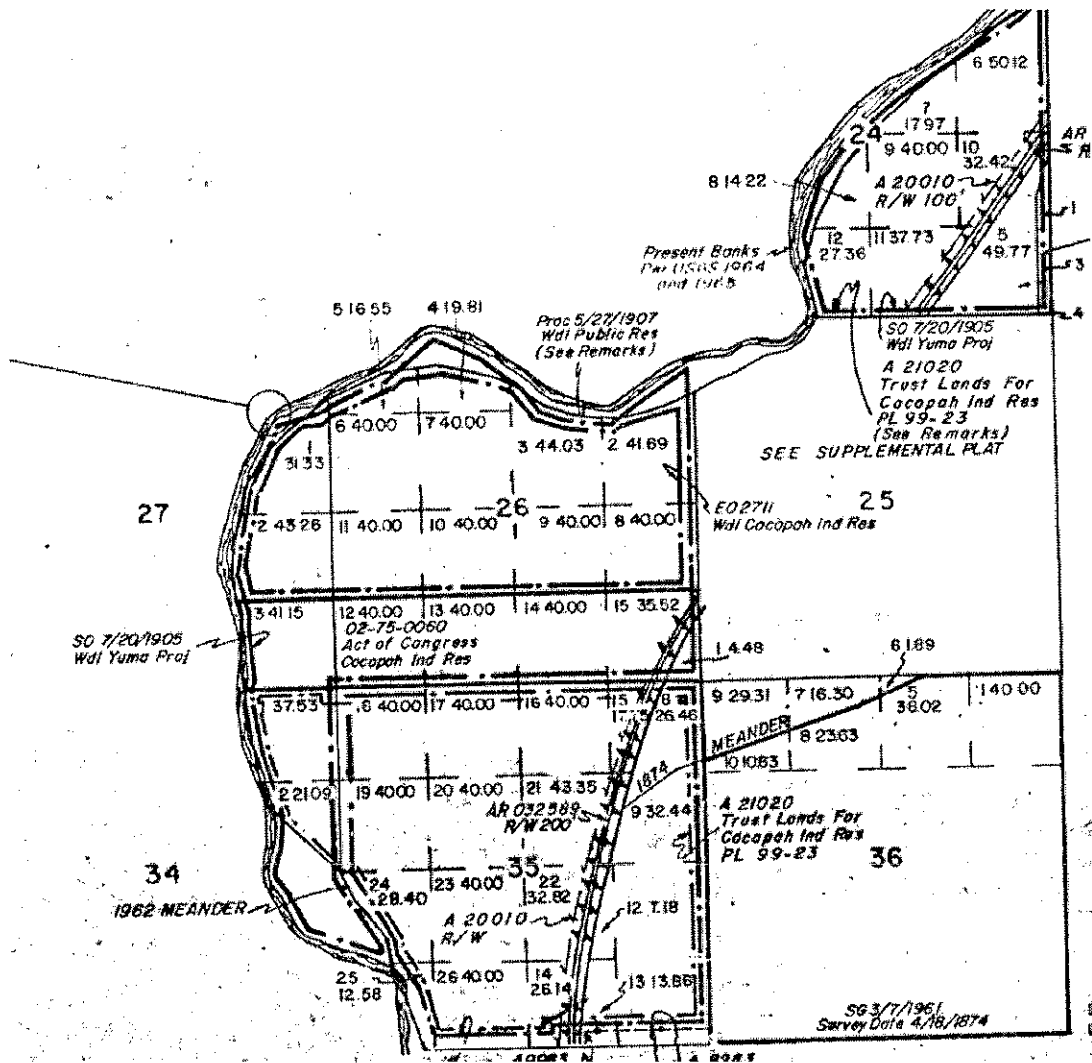 6 50.12
7
17.97
24
9 40.00
10
32.42
AR
8 14.22
A 20010
R/W 100'
1
12
27.36
11 37.73
5
49.77
3
4
Present Banks
Per USGS 1964
and 1965
SO 7/20/1905
Wdl Yuma Proj
A 21020
Trust Lands For
Cocopah Ind Res
PL 99-23
(See Remarks)
SEE SUPPLEMENTAL PLAT
5 16.55
4 19.81
Proc 5/27/1907
Wdl Public Res
(See Remarks)
6 40.00
7 40.00
3 44.03
2 41.69
31.33
27
26
25
2 43.26
11 40.00
10 40.00
9 40.00
8 40.00
EO 2711
Wdl Cocopah Ind Res
3 41.15
12 40.00
13 40.00
14 40.00
15 35.52
02-75-0060
Act of Congress
Cocopah Ind Res
SO 7/20/1905
Wdl Yuma Proj
1 4.48
6 1.89
37.53
18 40.00
17 40.00
16 40.00
15
8
26.46
9 29.31
7 16.30
5
38.02
1 40.00
MEANDER
8 23.63
10 10.63
1874
2 21.09
19 40.00
20 40.00
21 43.35
AR 032589
R/W 200'
9 32.44
A 21020
Trust Lands For
Cocopah Ind Res
PL 99-23
34
35
36
24
28.40
23 40.00
22
32.82
1962 MEANDER
A 20010
R/W
12 7.18
25
12.58
26 40.00
14
26.14
13 13.86
SG 3/7/1961
Survey Date 4/18/1874